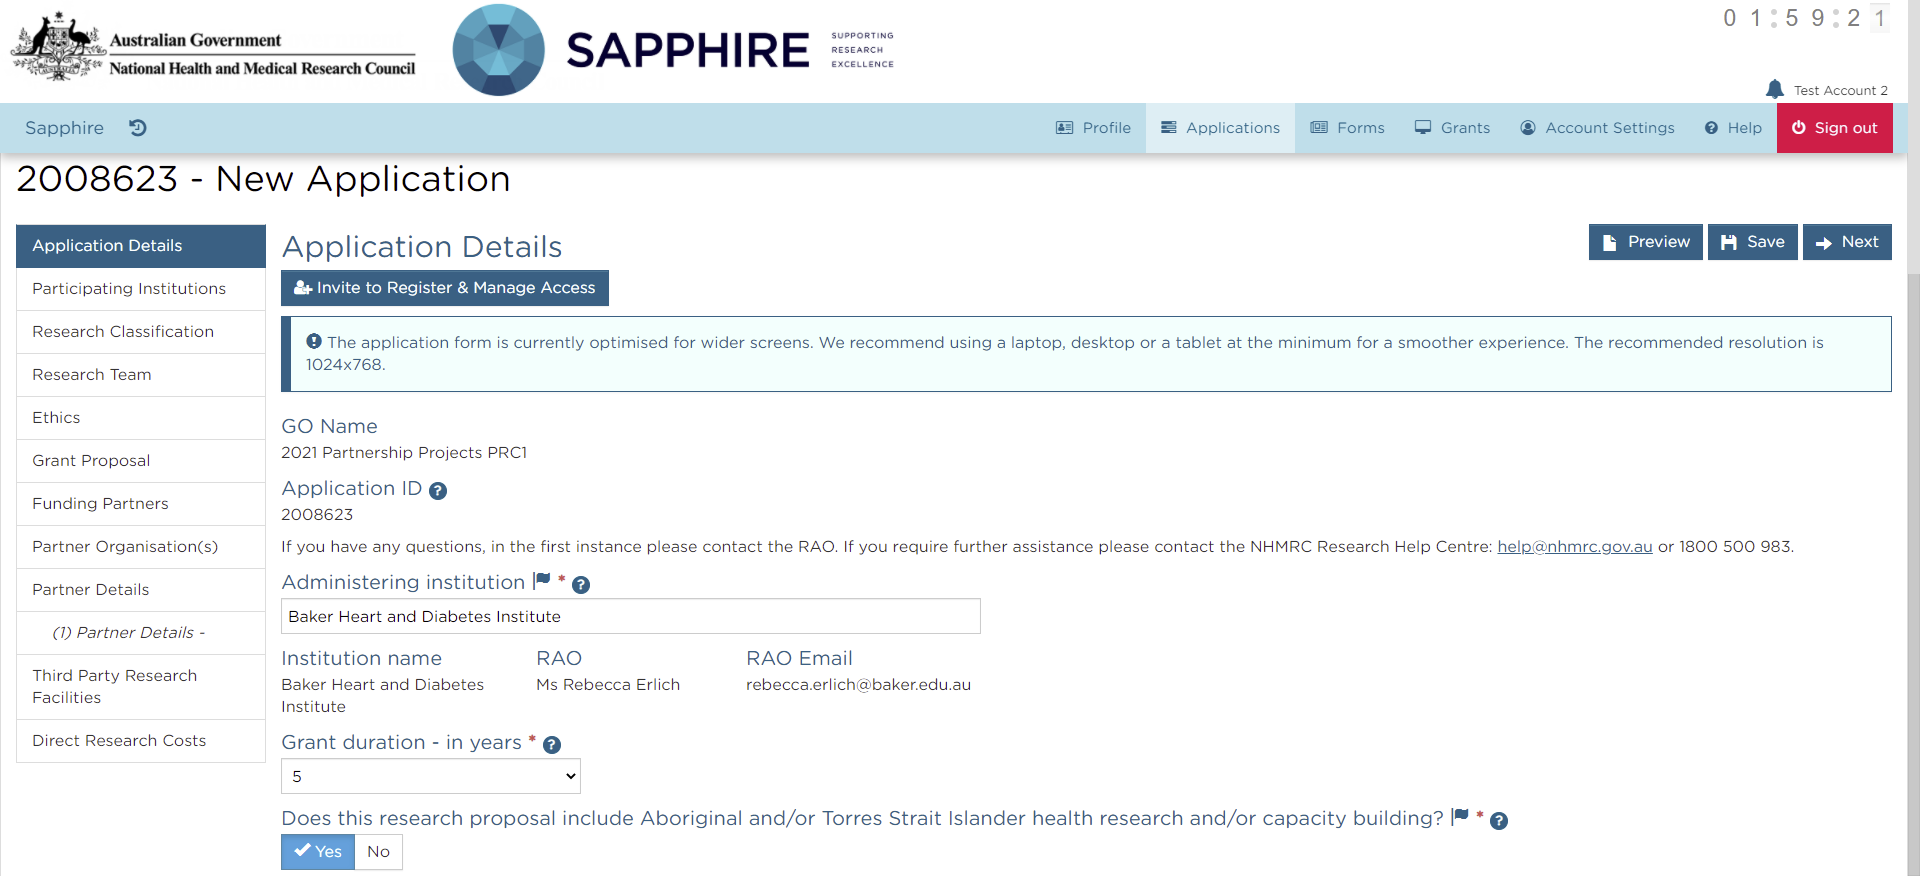 Australian Government
National Health and Medical Research Council
SAPPHIRE
SUPPORTING
RESEARCH
EXCELLENCE
01:59:21
Test Account 2
Sapphire
Profile
Applications
Forms
Grants
Account Settings
Help
Sign out
2008623 - New Application
Application Details
Participating Institutions
Research Classification
Research Team
Ethics
Grant Proposal
Funding Partners
Partner Organisation(s)
Partner Details
(1) Partner Details -
Third Party Research
Facilities
Direct Research Costs
Application Details
Preview
Save
Next
Invite to Register & Manage Access
The application form is currently optimised for wider screens. We recommend using a laptop, desktop or a tablet at the minimum for a smoother experience. The recommended resolution is
1024x768.
GO Name
2021 Partnership Projects PRC1
Application ID ?
2008623
If you have any questions, in the first instance please contact the RAO. If you require further assistance please contact the NHMRC Research Help Centre: help@nhmrc.gov.au or 1800 500 983.
Administering institution * ?
Baker Heart and Diabetes Institute
Institution name RAO RAO Email
Baker Heart and Diabetes Ms Rebecca Erlich rebecca.erlich@baker.edu.au
Institute
Grant duration - in years * ?
5
Does this research proposal include Aboriginal and/or Torres Strait Islander health research and/or capacity building? * ?
Yes No